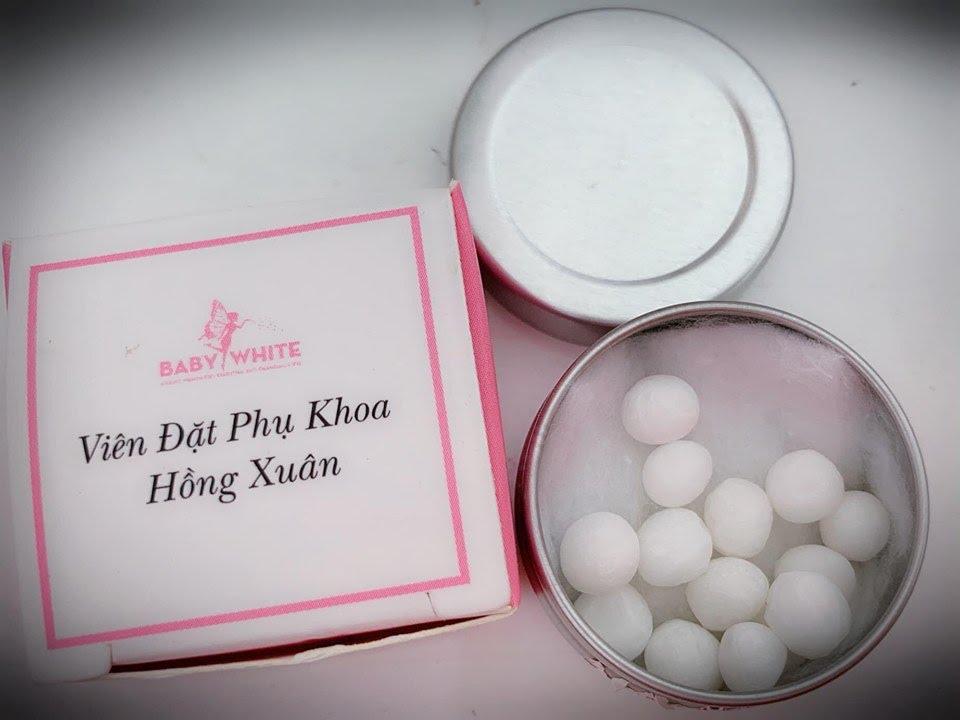 BABY WHITE
Viên Đặt Phụ Khoa
Hồng Xuân